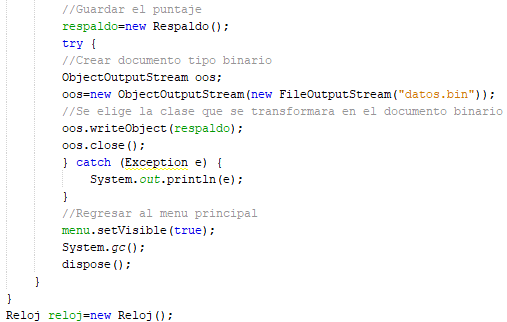 //Guardar el puntaje
respaldo=new Respaldo();
try {
//Crear documento tipo binario
ObjectOutputStream oos;
oos=new ObjectOutputStream(new FileOutputStream("datos.bin"));
//Se elige la clase que se transformara en el documento binario
oos.writeObject(respaldo);
oos.close();
} catch (Exception e) {
System.out.println(e);
}
//Regresar al menu principal
menu.setVisible(true);
System.gc();
dispose();
}
}
Reloj reloj=new Reloj();